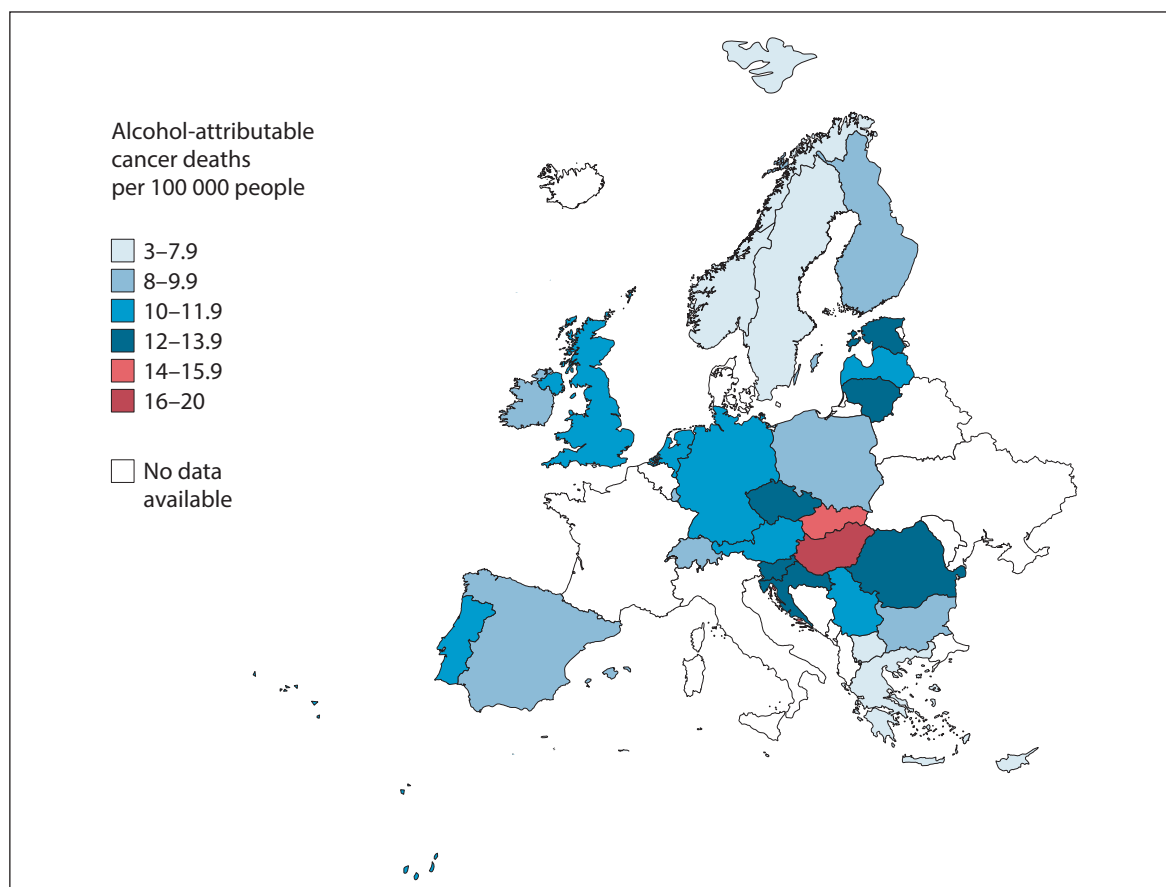 Alcohol-attributable
cancer deaths
per 100 000 people
3–7.9
8–9.9
10–11.9
12–13.9
14–15.9
16–20
No data
available